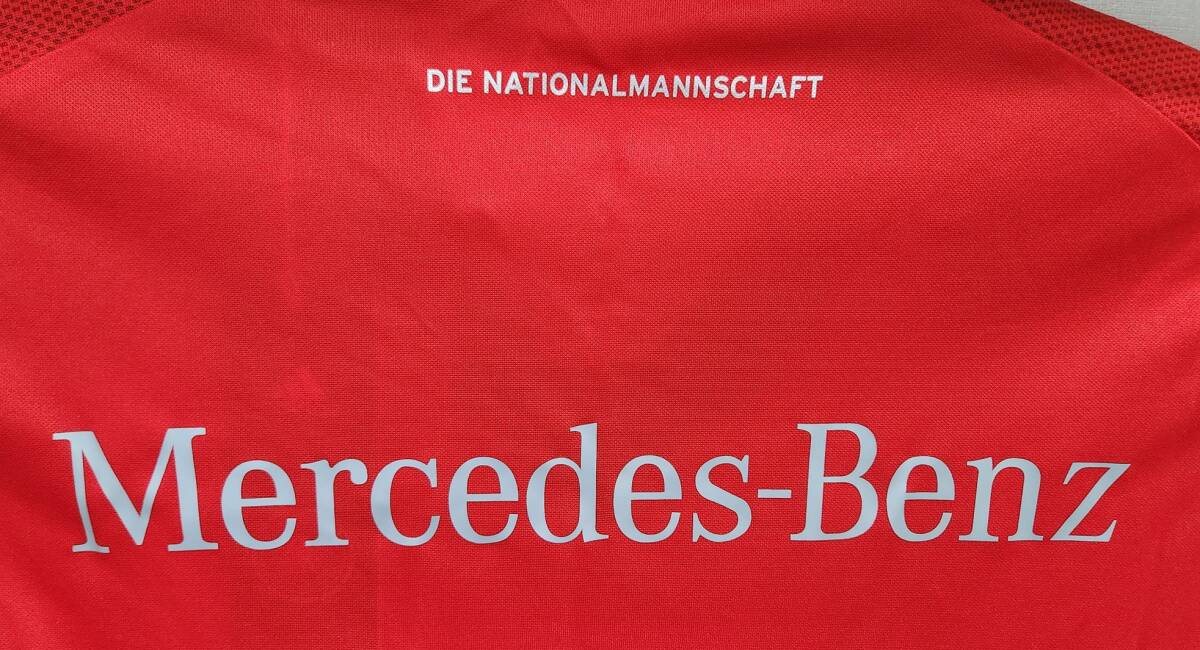 DIE NATIONALMANNSCHAFT
Mercedes-Benz